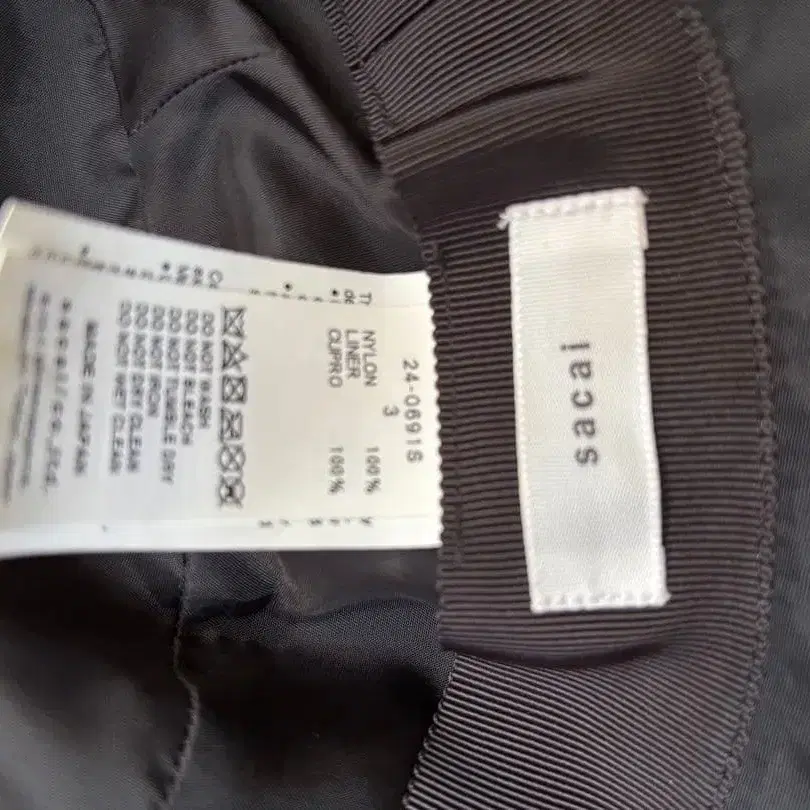 sacai
24-0691S
3
NYLON 100%
LINER
CUPRO 100%
DO NOT WASH
DO NOT BLEACH
DO NOT TUMBLE DRY
DO NOT IRON
DO NOT DRY CLEAN
DO NOT WET CLEAN
MADE IN JAPAN